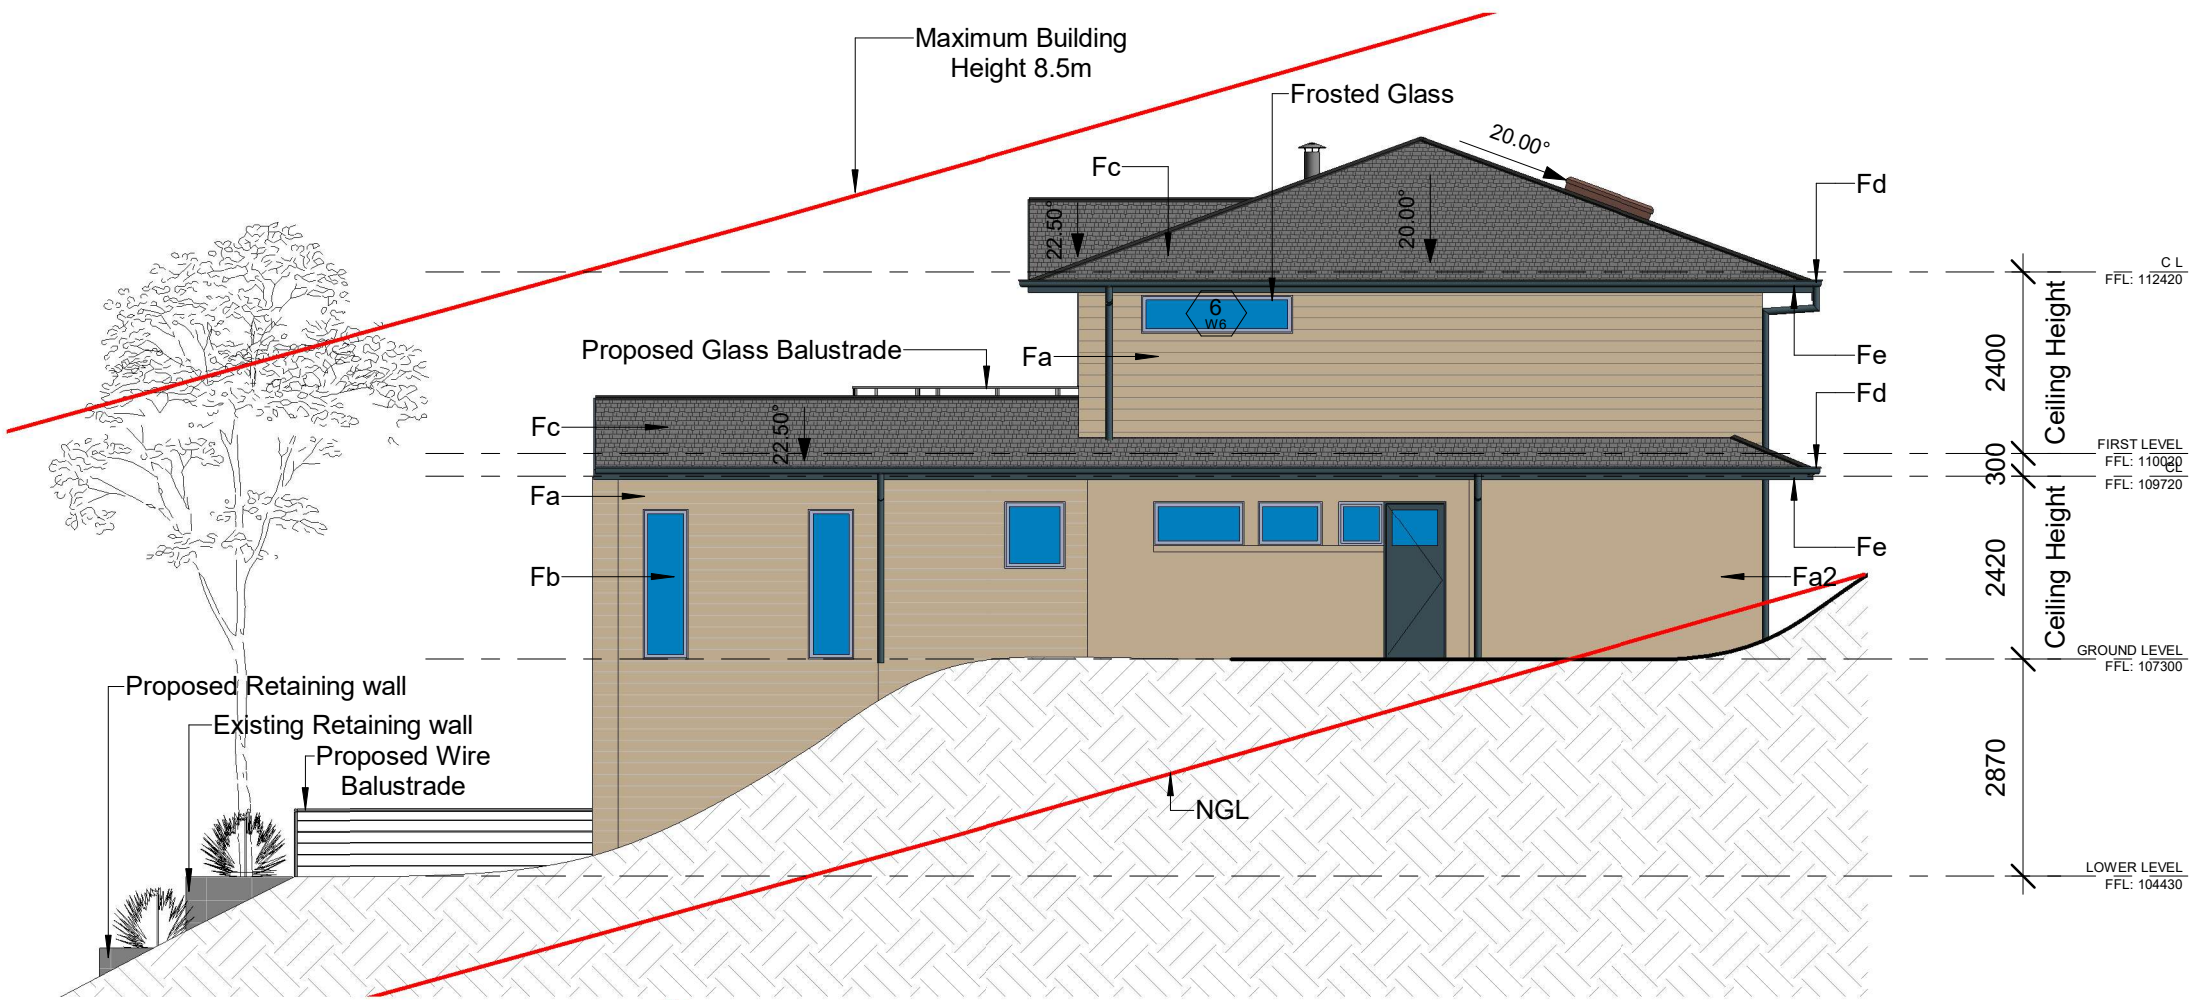 Maximum Building
Height 8.5m
Frosted Glass
20.00°
Fc
Fd
22.50°
20.00°
C L
FFL: 112420
6
W6
Proposed Glass Balustrade
Fa
Fe
2400
Ceiling Height
Fd
Fc
22.50°
FIRST LEVEL
FFL: 110020
300
CL
FFL: 109720
Fa
Fb
Fe
Fa2
2420
Ceiling Height
GROUND LEVEL
FFL: 107300
Proposed Retaining wall
Existing Retaining wall
Proposed Wire
Balustrade
2870
NGL
LOWER LEVEL
FFL: 104430